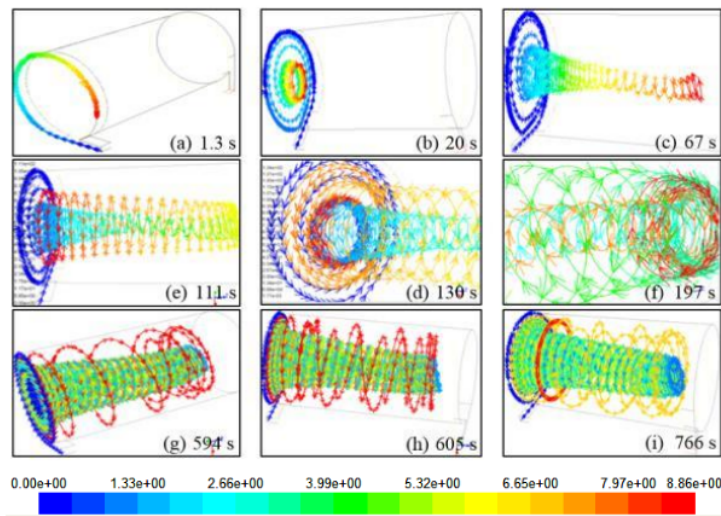 (a) 1.3 s
(b) 20 s
(c) 67 s
(e) 111 s
(d) 130 s
(f) 197 s
(g) 594 s
(h) 605 s
(i) 766 s
0.00e+00 1.33e+00 2.66e+00 3.99e+00 5.32e+00 6.65e+00 7.97e+00 8.86e+00